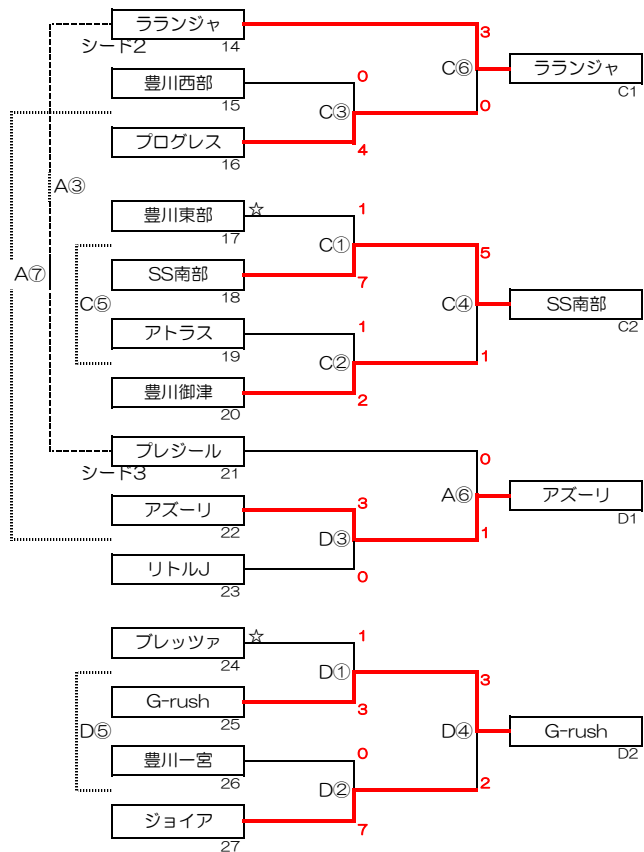 ラランジャ
14
3
シード2
C⑥
ラランジャ
C1
豊川西部
15
0
C③
0
プログレス
16
4
A③
豊川東部
☆
17
1
C①
A⑦
SS南部
18
7
5
C⑤
C④
SS南部
C2
アトラス
19
1
C②
1
豊川御津
20
2
プレジール
21
シード3
0
A⑥
アズーリ
D1
アズーリ
22
3
D③
1
リトルJ
23
0
ブレッツァ
☆
24
1
D①
3
G-rush
25
3
D⑤
D④
G-rush
D2
豊川一宮
26
0
D②
2
ジョイア
27
7